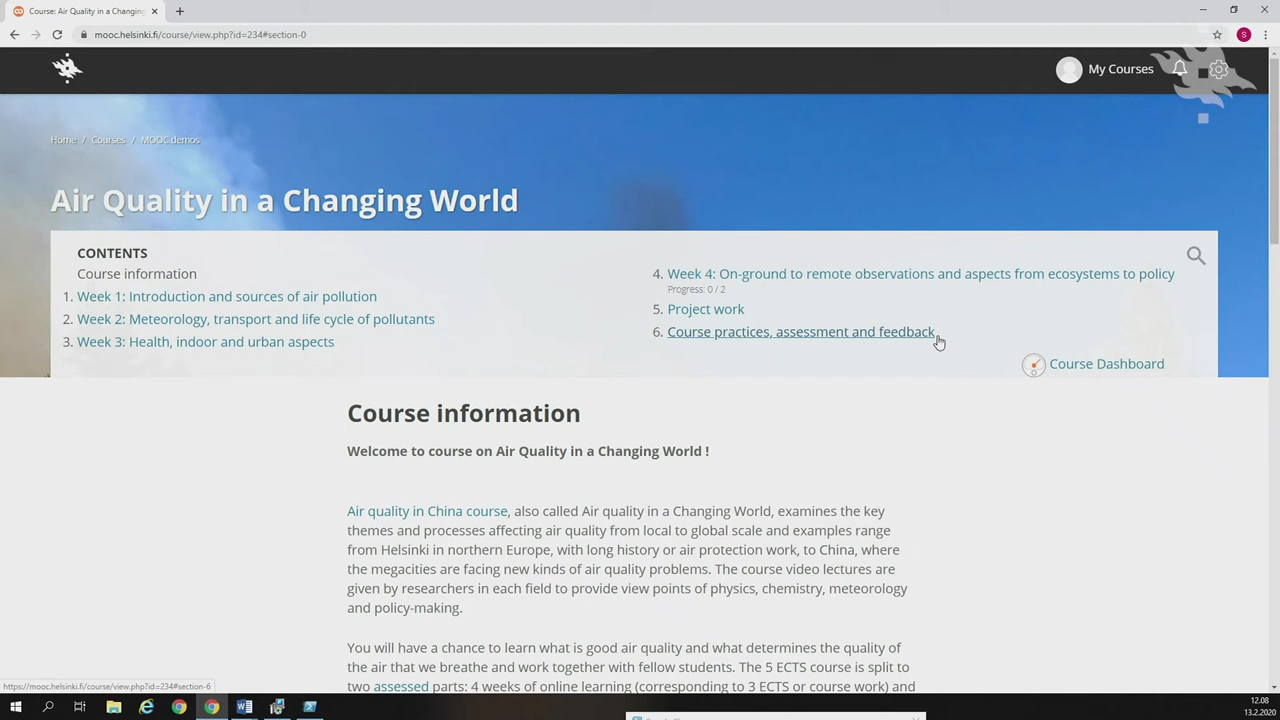 Course: Air Quality in a Changing
mooc.helsinki.fi/course/view.php?id=234#section-0
S
My Courses
Home / Courses / MOOC demos
Air Quality in a Changing World
CONTENTS
Course information
1. Week 1: Introduction and sources of air pollution
2. Week 2: Meteorology, transport and life cycle of pollutants
3. Week 3: Health, indoor and urban aspects
4. Week 4: On-ground to remote observations and aspects from ecosystems to policy
Progress: 0 / 2
5. Project work
6. Course practices, assessment and feedback
Course Dashboard
Course information
Welcome to course on Air Quality in a Changing World !
Air quality in China course, also called Air quality in a Changing World, examines the key
themes and processes affecting air quality from local to global scale and examples range
from Helsinki in northern Europe, with long history or air protection work, to China, where
the megacities are facing new kinds of air quality problems. The course video lectures are
given by researchers in each field to provide view points of physics, chemistry, meteorology
and policy-making.
You will have a chance to learn what is good air quality and what determines the quality of
the air that we breathe and work together with fellow students. The 5 ECTS course is split to
two assessed parts: 4 weeks of online learning (corresponding to 3 ECTS or course work) and
https://mooc.helsinki.fi/course/view.php?id=234#section-6
12.08
13.2.2020